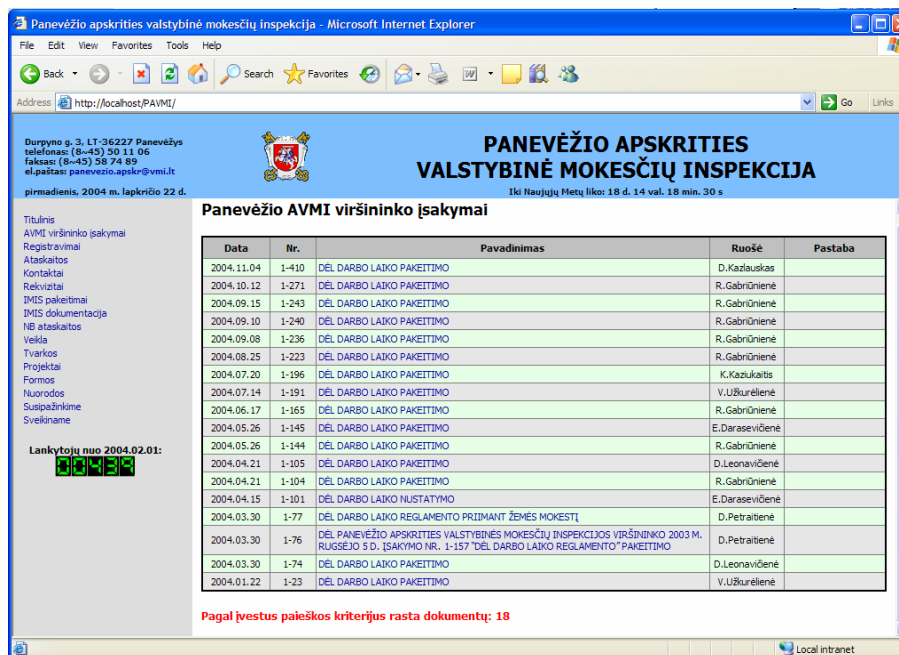 Panevėžio apskrities valstybinė mokesčių inspekcija - Microsoft Internet Explorer
File Edit View Favorites Tools Help
Back Search Favorites
Address http://localhost/PAVMI/ Go Links
Durpyno g. 3, LT-36227 Panevėžys
telefonas: (8~45) 50 11 06
faksas: (8~45) 58 74 89
el.paštas: panevezio.apskr@vmi.lt
pirmadienis, 2004 m. lapkričio 22 d.
PANEVĖŽIO APSKRITIES
VALSTYBINĖ MOKESČIŲ INSPEKCIJA
Iki Naujųjų Metų liko: 18 d. 14 val. 18 min. 30 s
Titulinis
AVMI viršininko įsakymai
Registravimai
Ataskaitos
Kontaktai
Rekvizitai
IMIS pakeitimai
IMIS dokumentacija
NB ataskaitos
Veikla
Tvarkos
Projektai
Formos
Nuorodos
Susipažinkime
Sveikiname
Lankytojų nuo 2004.02.01:
00439
Panevėžio AVMI viršininko įsakymai
Data Nr. Pavadinimas Ruošė Pastaba
2004.11.04 1-410 DĖL DARBO LAIKO PAKEITIMO D.Kazlauskas
2004.10.12 1-271 DĖL DARBO LAIKO PAKEITIMO R.Gabriūnienė
2004.09.15 1-243 DĖL DARBO LAIKO PAKEITIMO R.Gabriūnienė
2004.09.10 1-240 DĖL DARBO LAIKO PAKEITIMO R.Gabriūnienė
2004.09.08 1-236 DĖL DARBO LAIKO PAKEITIMO R.Gabriūnienė
2004.08.25 1-223 DĖL DARBO LAIKO PAKEITIMO R.Gabriūnienė
2004.07.20 1-196 DĖL DARBO LAIKO PAKEITIMO K.Kaziukaitis
2004.07.14 1-191 DĖL DARBO LAIKO PAKEITIMO V.Užkurėlienė
2004.06.17 1-165 DĖL DARBO LAIKO PAKEITIMO R.Gabriūnienė
2004.05.26 1-145 DĖL DARBO LAIKO PAKEITIMO E.Darasevičienė
2004.05.26 1-144 DĖL DARBO LAIKO PAKEITIMO R.Gabriūnienė
2004.04.21 1-105 DĖL DARBO LAIKO PAKEITIMO D.Leonavičienė
2004.04.21 1-104 DĖL DARBO LAIKO PAKEITIMO R.Gabriūnienė
2004.04.15 1-101 DĖL DARBO LAIKO NUSTATYMO E.Darasevičienė
2004.03.30 1-77 DĖL DARBO LAIKO REGLAMENTO PRIIMANT ŽEMĖS MOKESTĮ D.Petraitienė
2004.03.30 1-76 DĖL PANEVĖŽIO APSKRITIES VALSTYBINĖS MOKESČIŲ INSPEKCIJOS VIRŠININKO 2003 M. D.Petraitienė
RUGSĖJO 5 D. ĮSAKYMO NR. 1-157 "DĖL DARBO LAIKO REGLAMENTO" PAKEITIMO
2004.03.30 1-74 DĖL DARBO LAIKO PAKEITIMO D.Leonavičienė
2004.01.22 1-23 DĖL DARBO LAIKO PAKEITIMO V.Užkurėlienė
Pagal įvestus paieškos kriterijus rasta dokumentų: 18
Local intranet